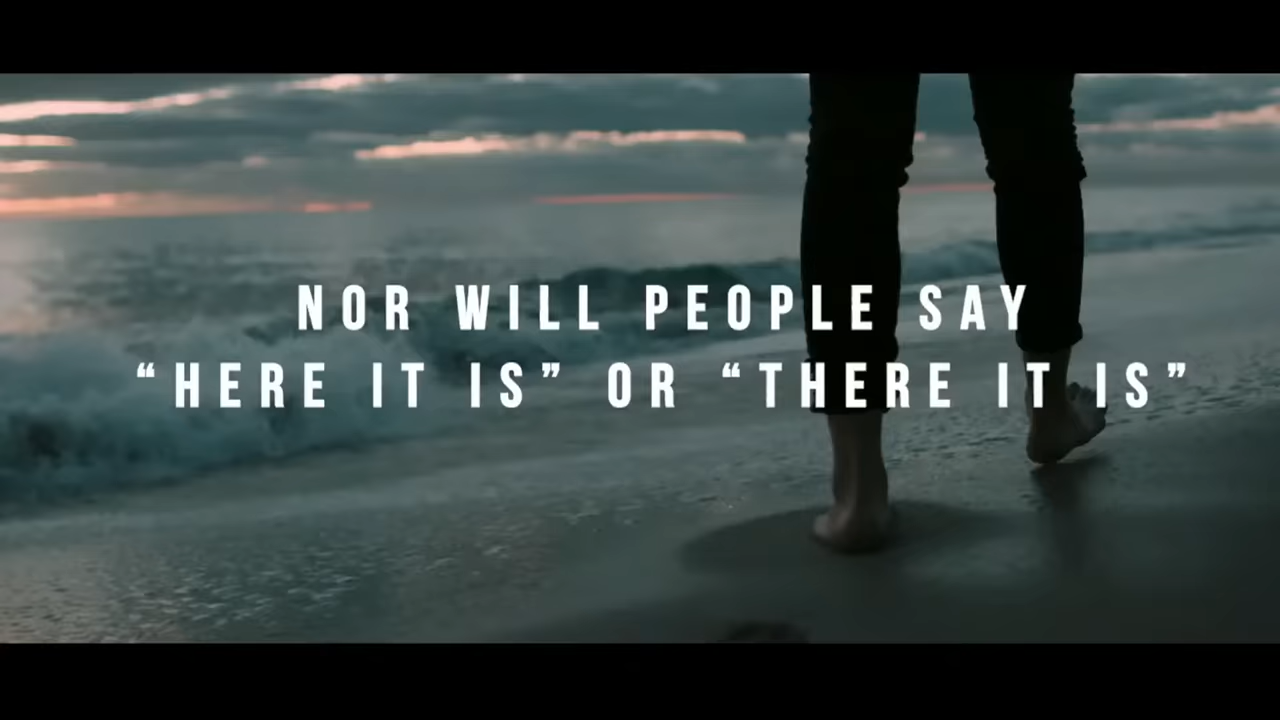 NOR WILL PEOPLE SAY
“HERE IT IS” OR “THERE IT IS”